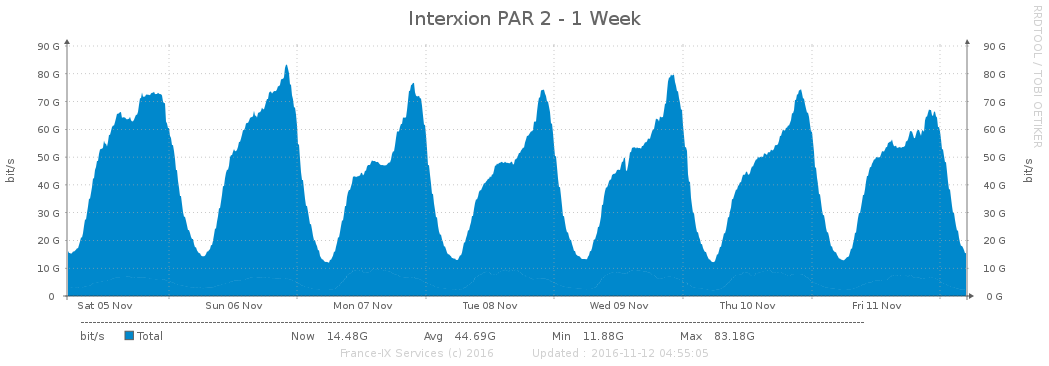 Interxion PAR 2 - 1 Week
RRDTOOL / TOBI OETIKER
90 G 90 G
80 G 80 G
70 G 70 G
60 G 60 G
50 G 50 G
40 G 40 G
30 G 30 G
20 G 20 G
10 G 10 G
0 0 G
bit/s
bit/s
Sat 05 Nov Sun 06 Nov Mon 07 Nov Tue 08 Nov Wed 09 Nov Thu 10 Nov Fri 11 Nov
bit/s Total Now 14.48G Avg 44.69G Min 11.88G Max 83.18G
France-IX Services (c) 2016 Updated : 2016-11-12 04:55:05